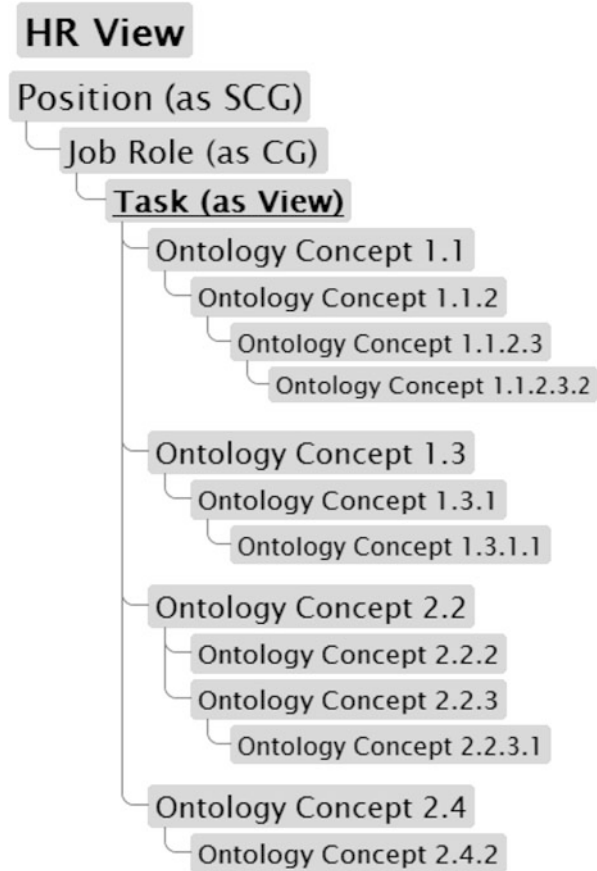 HR View
Position (as SCG)
Job Role (as CG)
Task (as View)
Ontology Concept 1.1
Ontology Concept 1.1.2
Ontology Concept 1.1.2.3
Ontology Concept 1.1.2.3.2
Ontology Concept 1.3
Ontology Concept 1.3.1
Ontology Concept 1.3.1.1
Ontology Concept 2.2
Ontology Concept 2.2.2
Ontology Concept 2.2.3
Ontology Concept 2.2.3.1
Ontology Concept 2.4
Ontology Concept 2.4.2